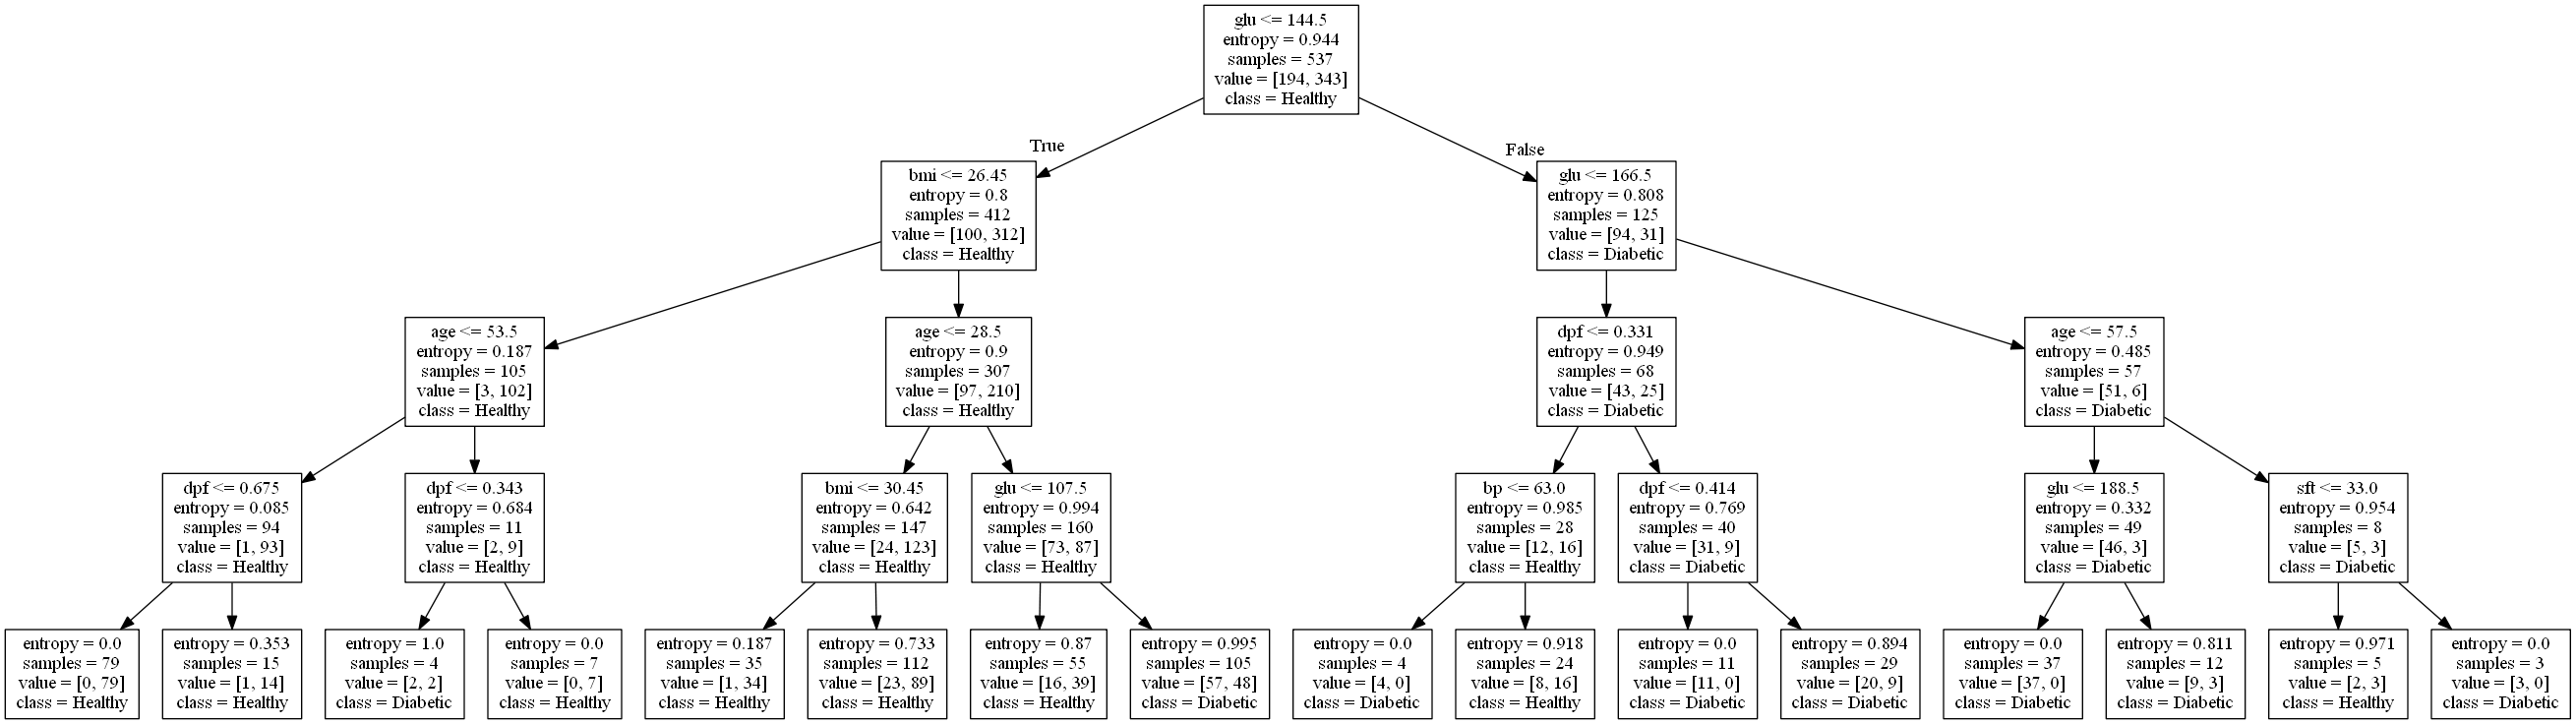 glu <= 144.5
entropy = 0.944
samples = 537
value = [194, 343]
class = Healthy
True
False
bmi <= 26.45
entropy = 0.8
samples = 412
value = [100, 312]
class = Healthy
glu <= 166.5
entropy = 0.808
samples = 125
value = [94, 31]
class = Diabetic
age <= 53.5
entropy = 0.187
samples = 105
value = [3, 102]
class = Healthy
age <= 28.5
entropy = 0.9
samples = 307
value = [97, 210]
class = Healthy
dpf <= 0.331
entropy = 0.949
samples = 68
value = [43, 25]
class = Diabetic
age <= 57.5
entropy = 0.485
samples = 57
value = [51, 6]
class = Diabetic
dpf <= 0.675
entropy = 0.085
samples = 94
value = [1, 93]
class = Healthy
dpf <= 0.343
entropy = 0.684
samples = 11
value = [2, 9]
class = Healthy
bmi <= 30.45
entropy = 0.642
samples = 147
value = [24, 123]
class = Healthy
glu <= 107.5
entropy = 0.994
samples = 160
value = [73, 87]
class = Healthy
bp <= 63.0
entropy = 0.985
samples = 28
value = [12, 16]
class = Healthy
dpf <= 0.414
entropy = 0.769
samples = 40
value = [31, 9]
class = Diabetic
glu <= 188.5
entropy = 0.332
samples = 49
value = [46, 3]
class = Diabetic
sft <= 33.0
entropy = 0.954
samples = 8
value = [5, 3]
class = Diabetic
entropy = 0.0
samples = 79
value = [0, 79]
class = Healthy
entropy = 0.353
samples = 15
value = [1, 14]
class = Healthy
entropy = 1.0
samples = 4
value = [2, 2]
class = Diabetic
entropy = 0.0
samples = 7
value = [0, 7]
class = Healthy
entropy = 0.187
samples = 35
value = [1, 34]
class = Healthy
entropy = 0.733
samples = 112
value = [23, 89]
class = Healthy
entropy = 0.87
samples = 55
value = [16, 39]
class = Healthy
entropy = 0.995
samples = 105
value = [57, 48]
class = Diabetic
entropy = 0.0
samples = 4
value = [4, 0]
class = Diabetic
entropy = 0.918
samples = 24
value = [8, 16]
class = Healthy
entropy = 0.0
samples = 11
value = [11, 0]
class = Diabetic
entropy = 0.894
samples = 29
value = [20, 9]
class = Diabetic
entropy = 0.0
samples = 37
value = [37, 0]
class = Diabetic
entropy = 0.811
samples = 12
value = [9, 3]
class = Diabetic
entropy = 0.971
samples = 5
value = [2, 3]
class = Healthy
entropy = 0.0
samples = 3
value = [3, 0]
class = Diabetic